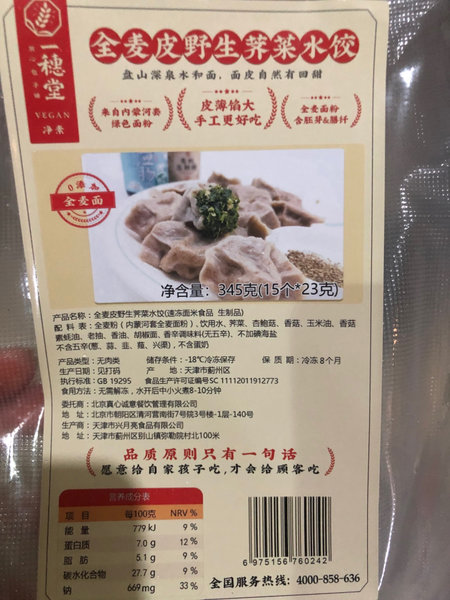 一穗堂
VEGAN
净素
全麦皮野生荠菜水饺
盘山深泉水和面，面皮自然有回甜
来自内蒙河套
绿色面粉
皮薄馅大
手工更好吃
全麦面粉
含胚芽&膳纤
0添高
全麦面
净含量：345克(15个*23克)
产品名称：全麦皮野生荠菜水饺(速冻面米食品 生制品)
配 料 表：全麦粉（内蒙河套全麦面粉）、饮用水、荠菜、杏鲍菇、香菇、玉米油、香菇
素蚝油、老抽、香油、胡椒粉、香辛调味料(无五辛)、不加碘海盐
不含五辛(葱、蒜、韭、薤、兴渠)，不含蛋奶
产品类型：无肉类 储存条件：-18℃冷冻保存 保 质 期：冷冻8个月
生产日期：见打码 产 地：天津市蓟州区
执行标准：GB 19295 食品生产许可证编号SC 11112011912773
食用方法：无需解冻，水开后中小火煮8-10分钟
委托商：北京真心诚意餐饮管理有限公司
地 址：北京市朝阳区清河营南街7号院3号楼-1层-140号
生产商：天津市兴月亮食品有限公司
地 址：天津市蓟州区别山镇弥勒院村北100米
品质原则只有一句话
愿意给自家孩子吃，才会给顾客吃
营养成分表
项目 每100克 NRV %
能 量 779 kJ 9 %
蛋白质 7.0 g 12 %
脂 肪 5.1 g 9 %
碳水化合物 27.7 g 9 %
钠 669 mg 33 %
6 975156 760242
全国服务热线：4000-858-636